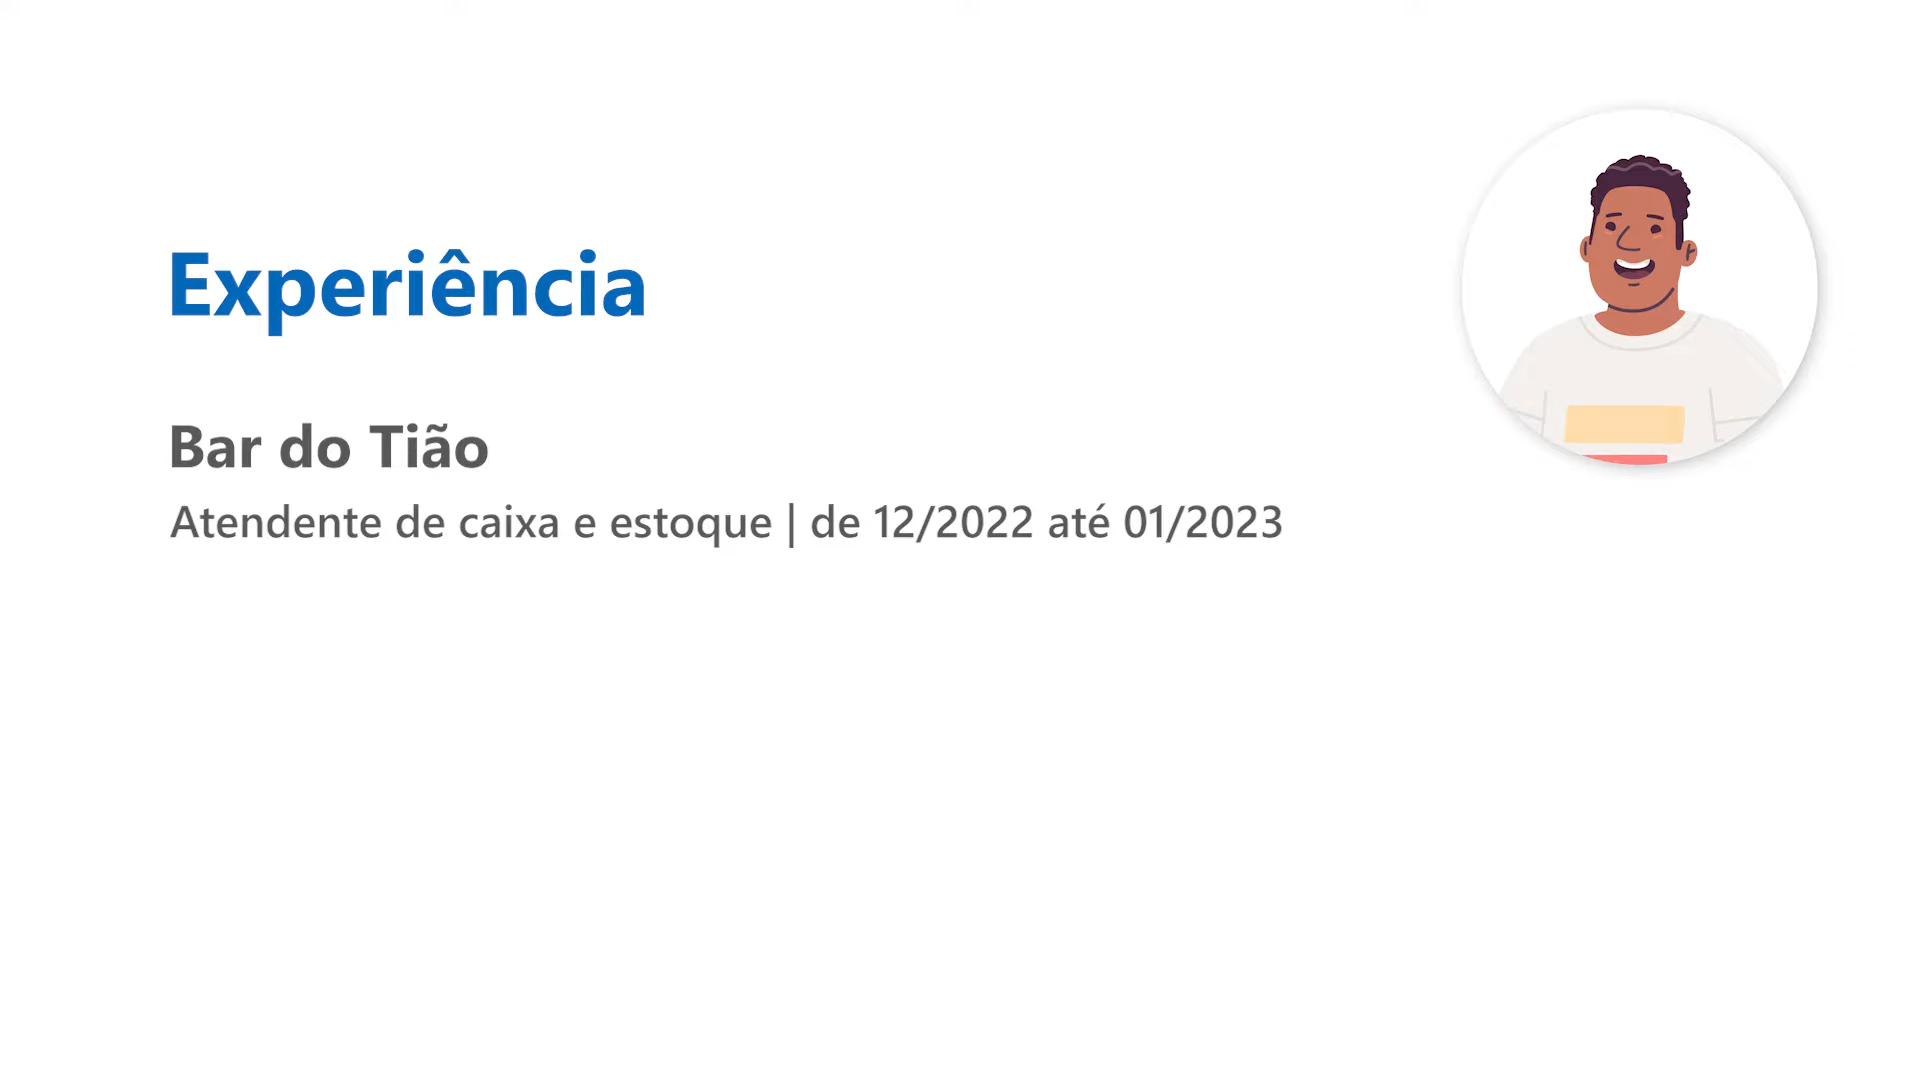 Experiência
Bar do Tião
Atendente de caixa e estoque | de 12/2022 até 01/2023